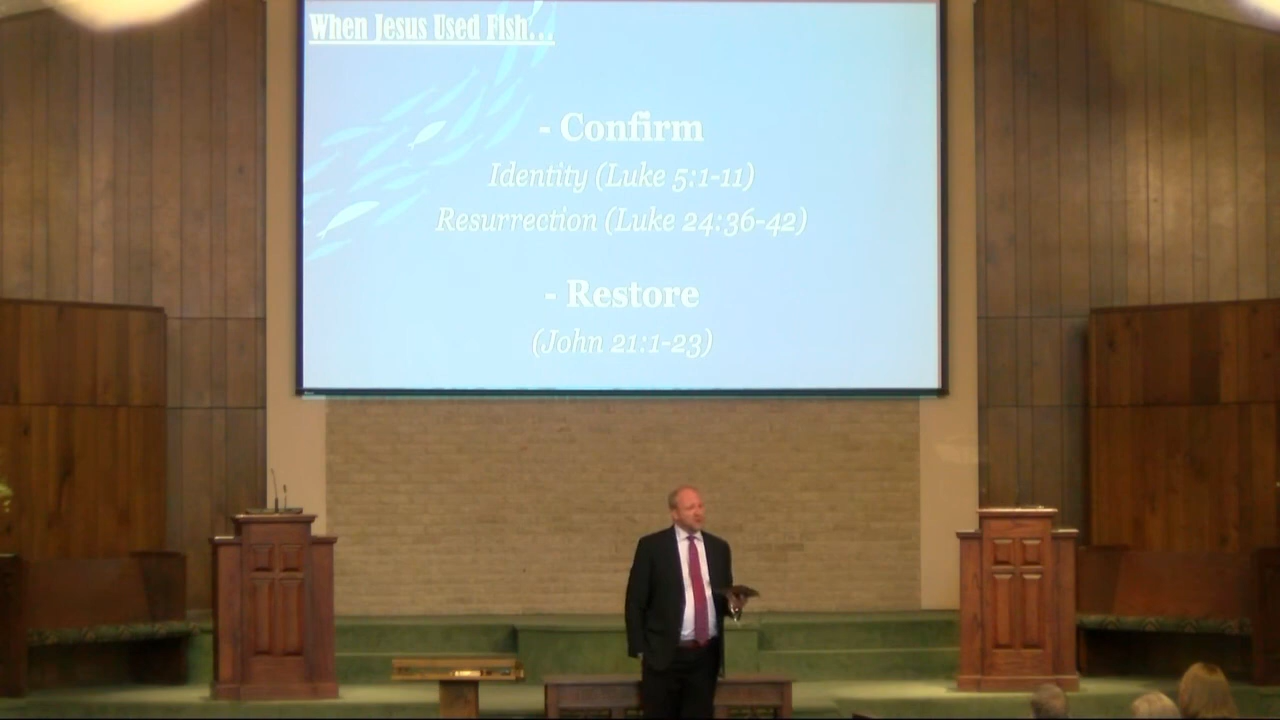 When Jesus Used Fish...
- Confirm
Identity (Luke 5:1-11)
Resurrection (Luke 24:36-42)
- Restore
(John 21:1-23)